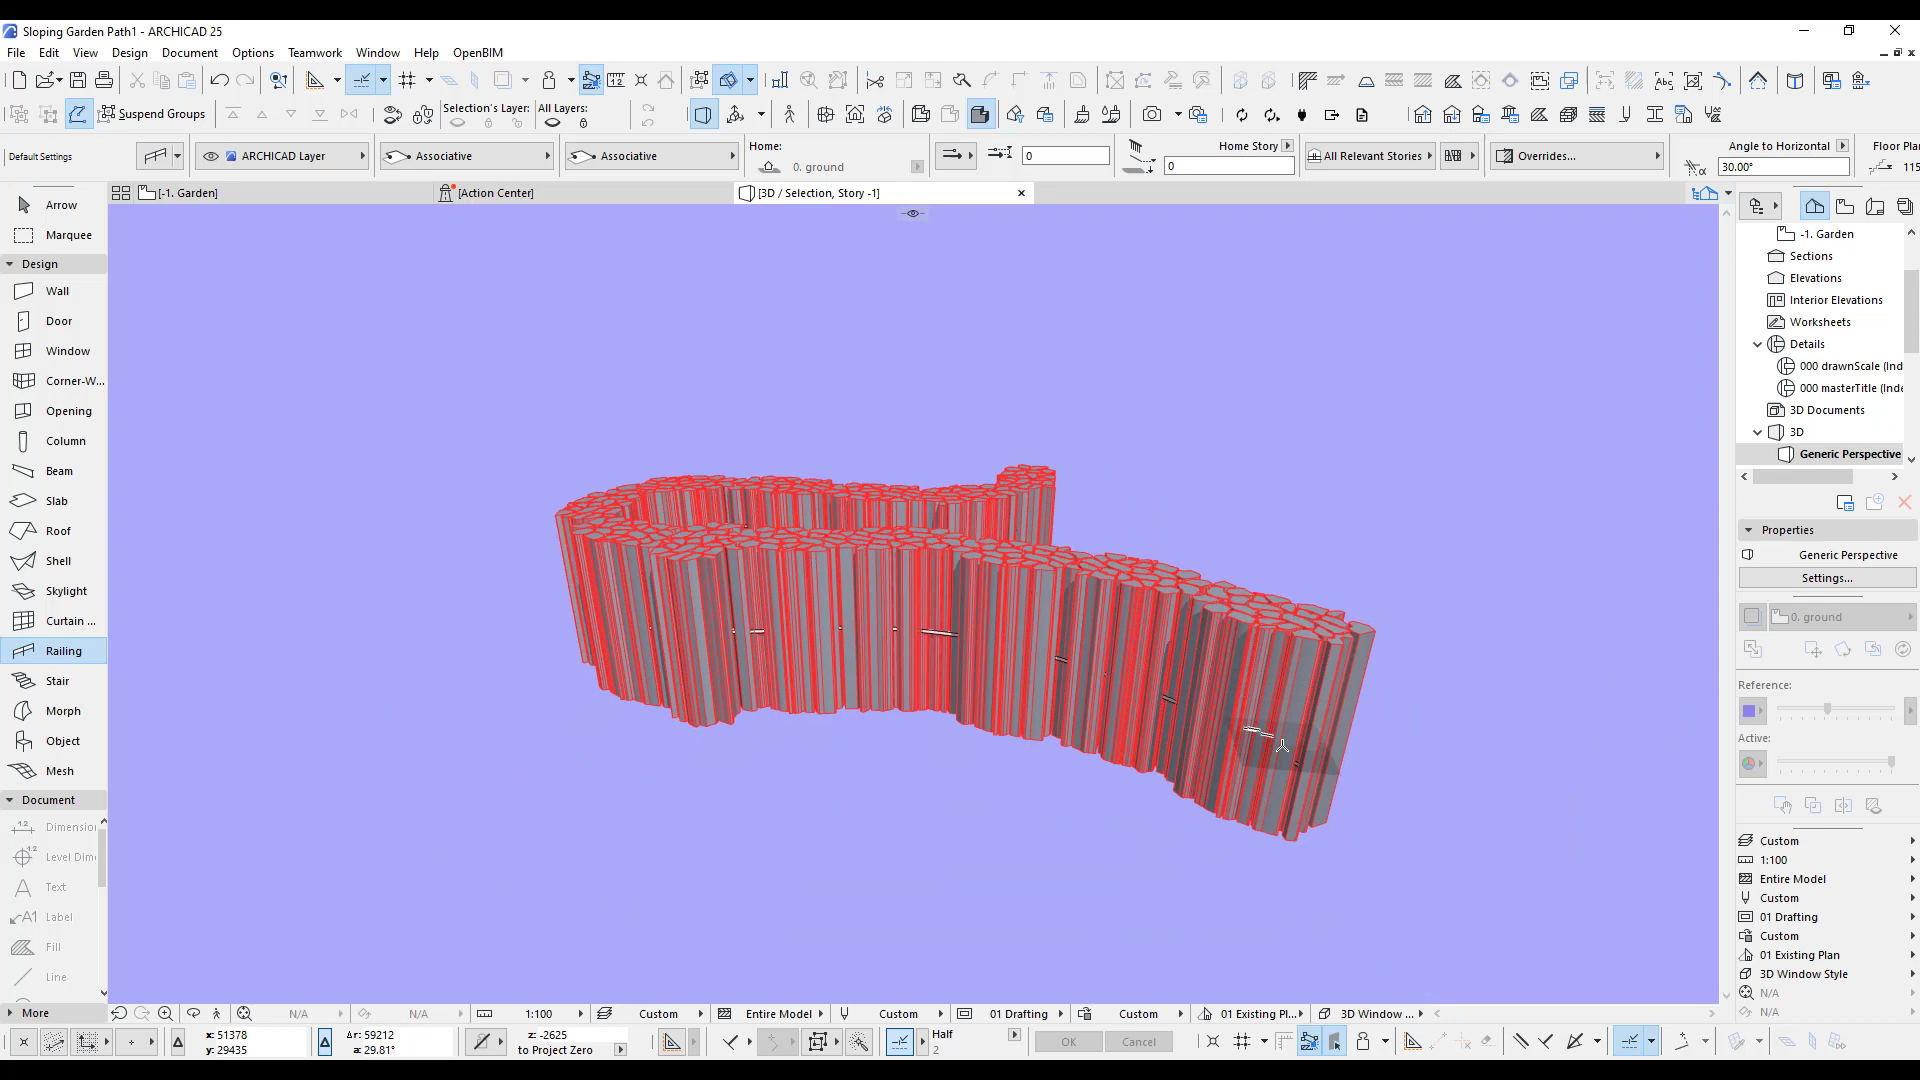 Sloping Garden Path1 - ARCHICAD 25
File Edit View Design Document Options Teamwork Window Help OpenBIM
Suspend Groups
Selection's Layer:
All Layers:
Default Settings
ARCHICAD Layer
Associative
Associative
Home:
0. ground
0
Home Story
0
All Relevant Stories
Overrides...
Angle to Horizontal
30.00°
Floor Plan
115
[-1. Garden]
[Action Center]
[3D / Selection, Story -1]
Arrow
Marquee
Design
Wall
Door
Window
Corner-W...
Opening
Column
Beam
Slab
Roof
Shell
Skylight
Curtain ...
Railing
Stair
Morph
Object
Mesh
Document
Dimension
Level Dim
Text
A1 Label
Fill
Line
More
-1. Garden
Sections
Elevations
Interior Elevations
Worksheets
Details
000 drawnScale (Ind
000 masterTitle (Inde
3D Documents
3D
Generic Perspective
Properties
Generic Perspective
Settings...
0. ground
Reference:
Active:
Custom
1:100
Entire Model
Custom
01 Drafting
Custom
01 Existing Plan
3D Window Style
N/A
N/A
N/A
N/A
1:100
Custom
Entire Model
Custom
01 Drafting
Custom
01 Existing Pl...
3D Window ...
x: 51378
y: 29435
Δr: 59212
a: 29.81°
z: -2625
to Project Zero
Half
2
OK
Cancel